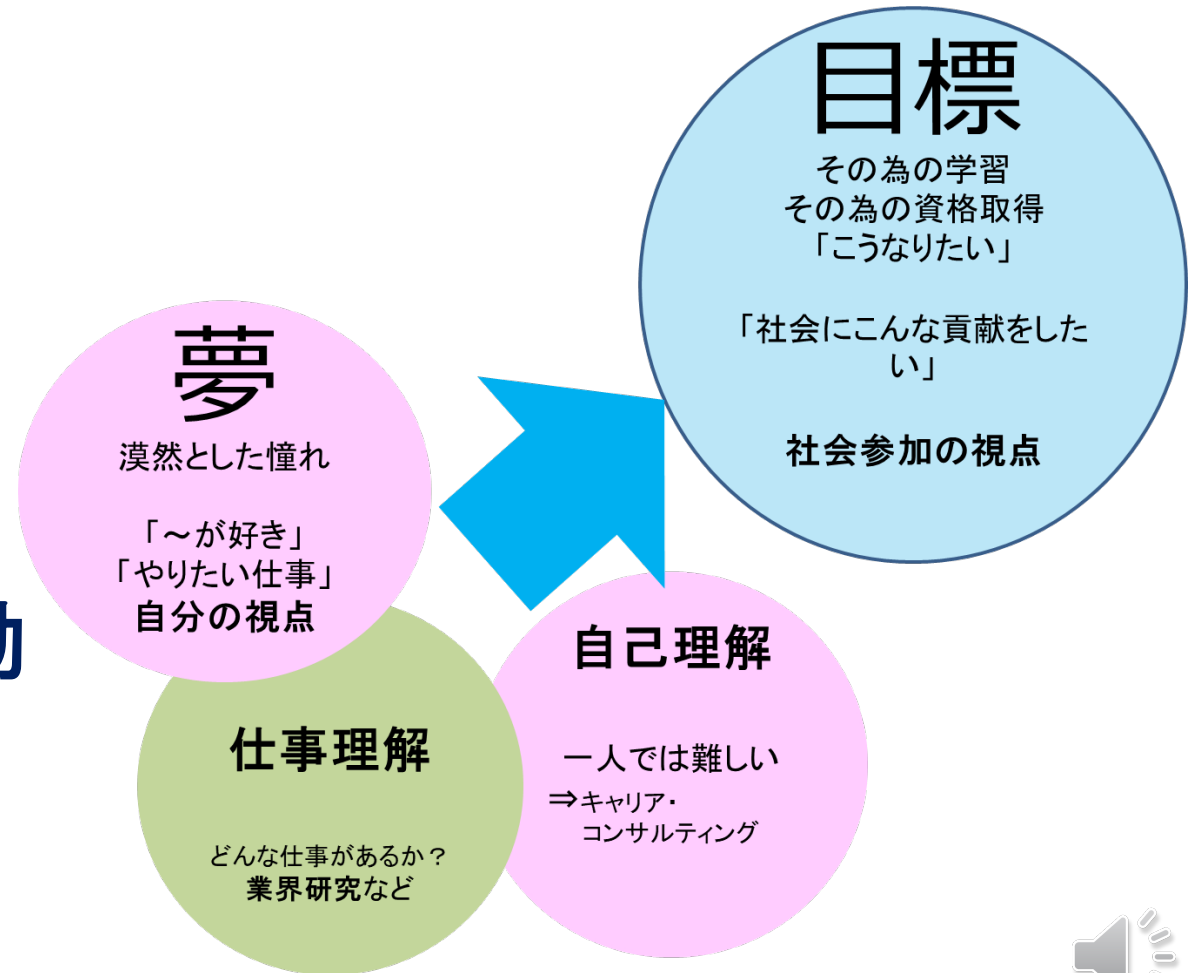 目標
その為の学習
その為の資格取得
「こうなりたい」
「社会にこんな貢献をした
い」
社会参加の視点
夢
漠然とした憧れ
「～が好き」
「やりたい仕事」
自分の視点
仕事理解
どんな仕事があるか？
業界研究など
自己理解
一人では難しい
⇒キャリア・
コンサルティング